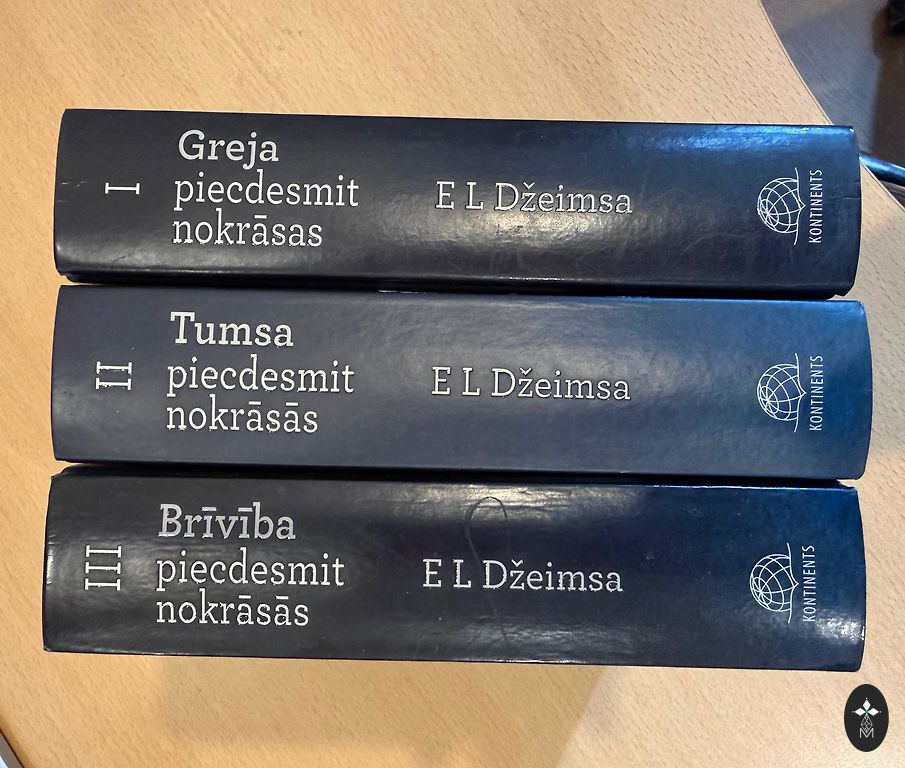 I
Greja
piecdesmit
nokrāsas
E L Džeimsa
KONTINENTS
II
Tumsa
piecdesmit
nokrāsās
E L Džeimsa
KONTINENTS
III
Brīvība
piecdesmit
nokrāsās
E L Džeimsa
KONTINENTS
M